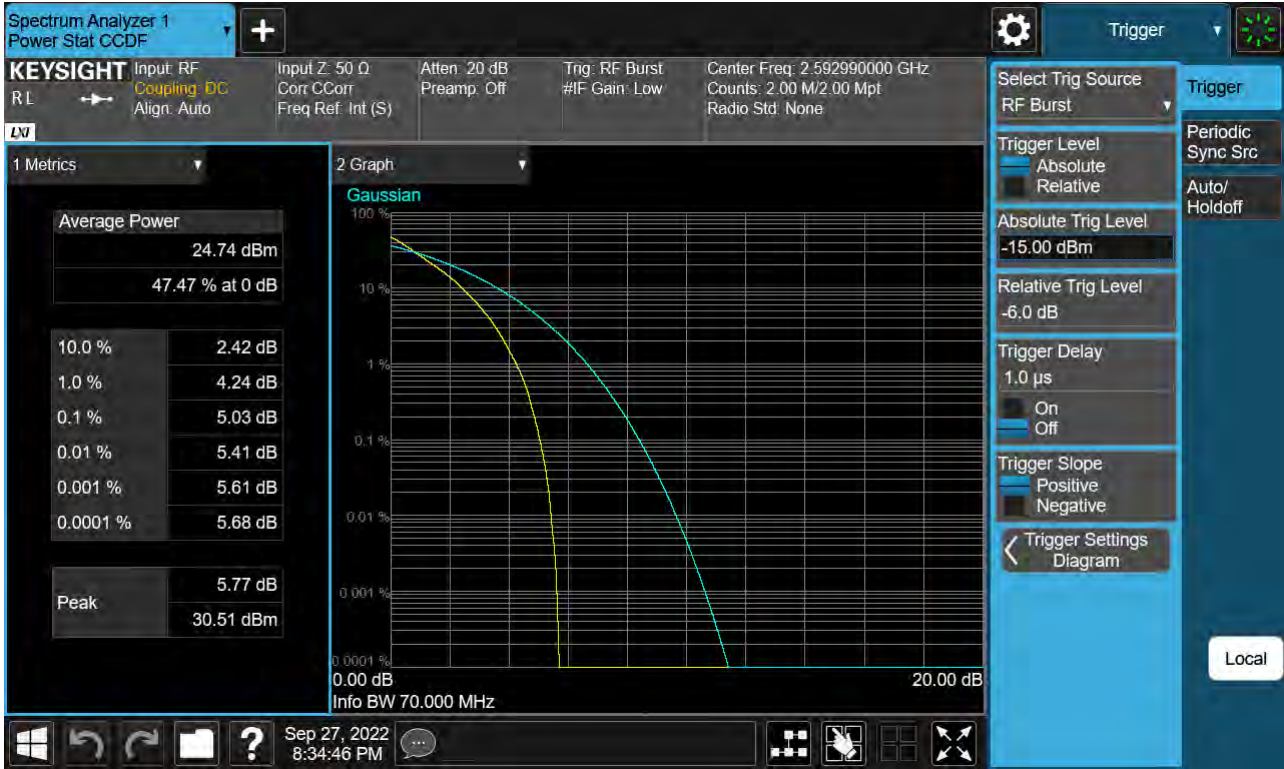 Spectrum Analyzer 1
Power Stat CCDF
+
Trigger
KEYSIGHT
R L
LXI
Input: RF
Coupling: DC
Align: Auto
Input Z: 50 Ω
Corr CCorr
Freq Ref: Int (S)
Atten: 20 dB
Preamp: Off
Trig: RF Burst
#IF Gain: Low
Center Freq: 2.592990000 GHz
Counts: 2.00 M/2.00 Mpt
Radio Std: None
1 Metrics
Average Power
24.74 dBm
47.47 % at 0 dB
10.0 % 2.42 dB
1.0 % 4.24 dB
0.1 % 5.03 dB
0.01 % 5.41 dB
0.001 % 5.61 dB
0.0001 % 5.68 dB
Peak
5.77 dB
30.51 dBm
2 Graph
Gaussian
100 %
10 %
1 %
0.1 %
0.01 %
0.001 %
0.0001 %
0.00 dB 20.00 dB
Info BW 70.000 MHz
Select Trig Source
RF Burst
Trigger Level
Absolute
Relative
Absolute Trig Level
-15.00 dBm
Relative Trig Level
-6.0 dB
Trigger Delay
1.0 µs
On
Off
Trigger Slope
Positive
Negative
Trigger Settings
Diagram
Trigger
Periodic
Sync Src
Auto/
Holdoff
Local
?
Sep 27, 2022
8:34:46 PM